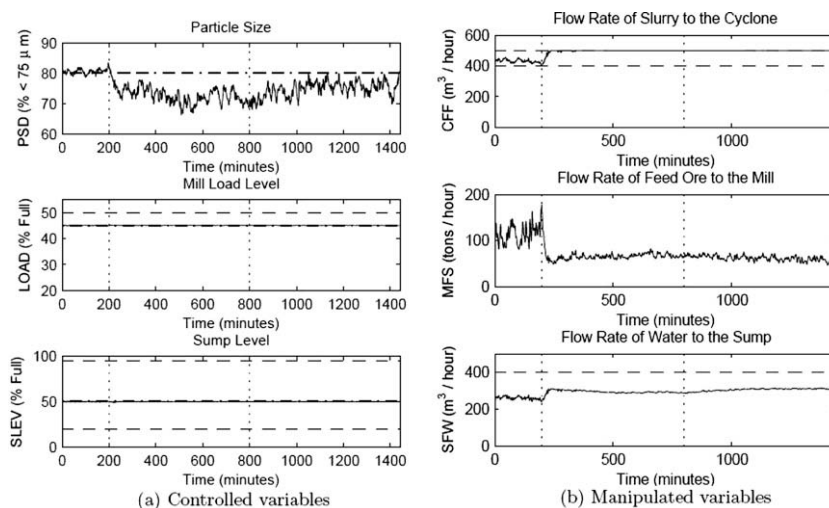 Particle Size
90
80
70
60
PSD (% < 75 μ m)
0 200 400 600 800 1000 1200 1400
Time (minutes)
Mill Load Level
50
40
30
20
LOAD (% Full)
0 200 400 600 800 1000 1200 1400
Time (minutes)
Sump Level
100
50
0
SLEV (% Full)
0 200 400 600 800 1000 1200 1400
Time (minutes)
(a) Controlled variables
Flow Rate of Slurry to the Cyclone
600
400
200
0
CFF (m³ / hour)
0 500 1000
Time (minutes)
Flow Rate of Feed Ore to the Mill
200
100
0
MFS (tons / hour)
0 500 1000
Time (minutes)
Flow Rate of Water to the Sump
400
200
0
SFW (m³ / hour)
0 500 1000
Time (minutes)
(b) Manipulated variables